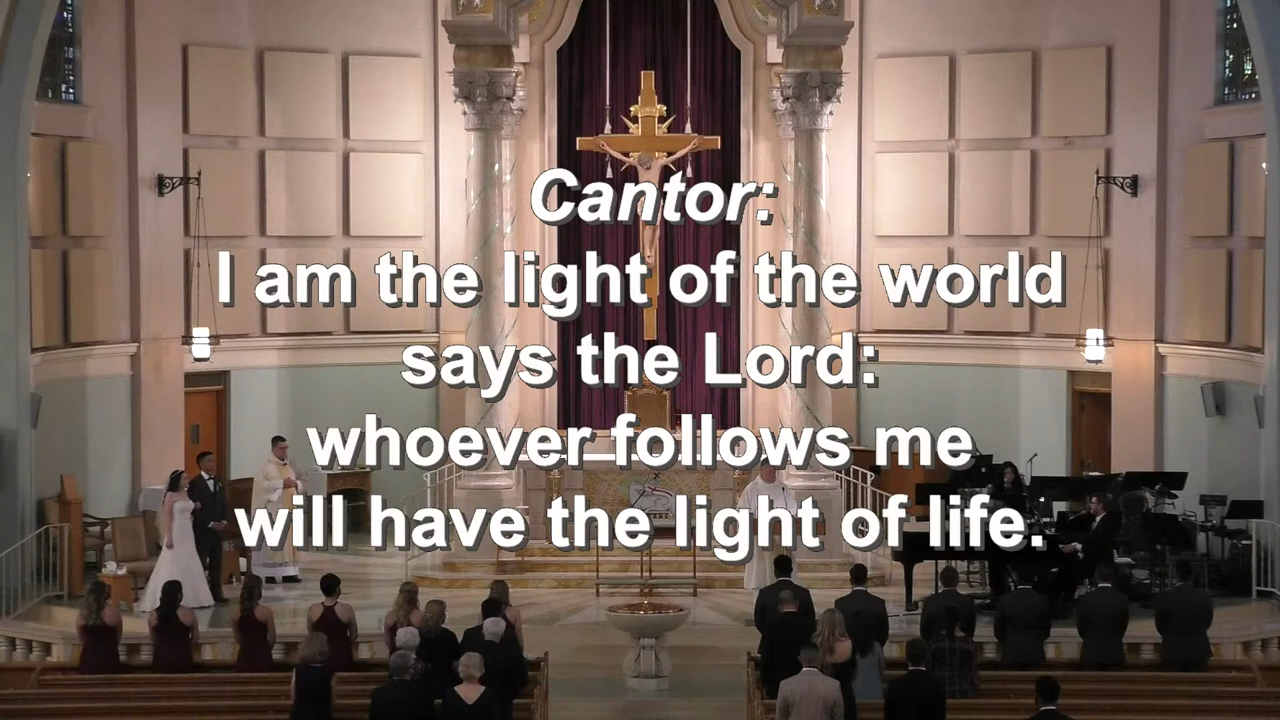 Cantor:
I am the light of the world
says the Lord:
whoever follows me
will have the light of life.